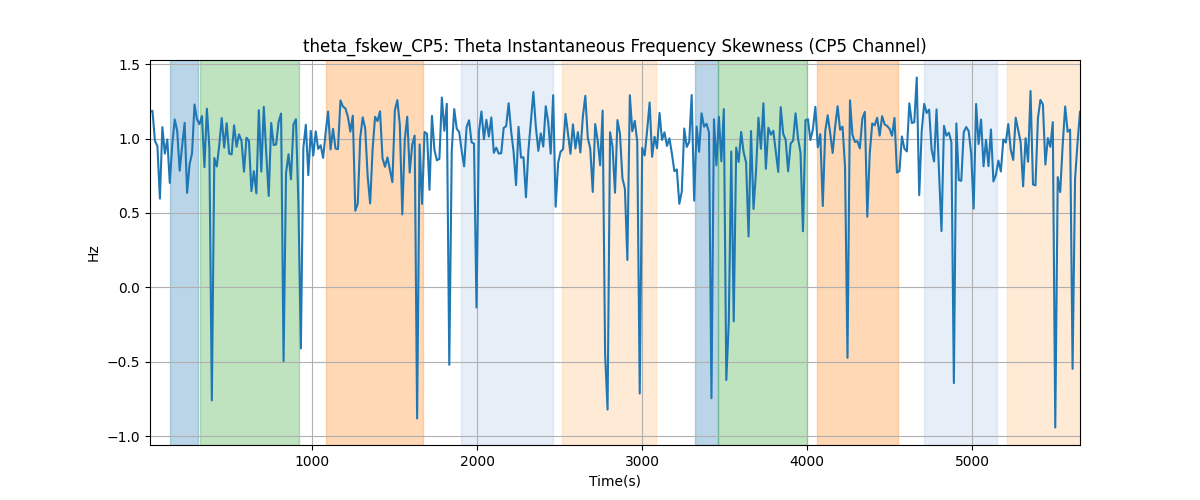 theta_fskew_CP5: Theta Instantaneous Frequency Skewness (CP5 Channel)
1.5
1.0
0.5
0.0
−0.5
−1.0
Hz
1000 2000 3000 4000 5000
Time(s)